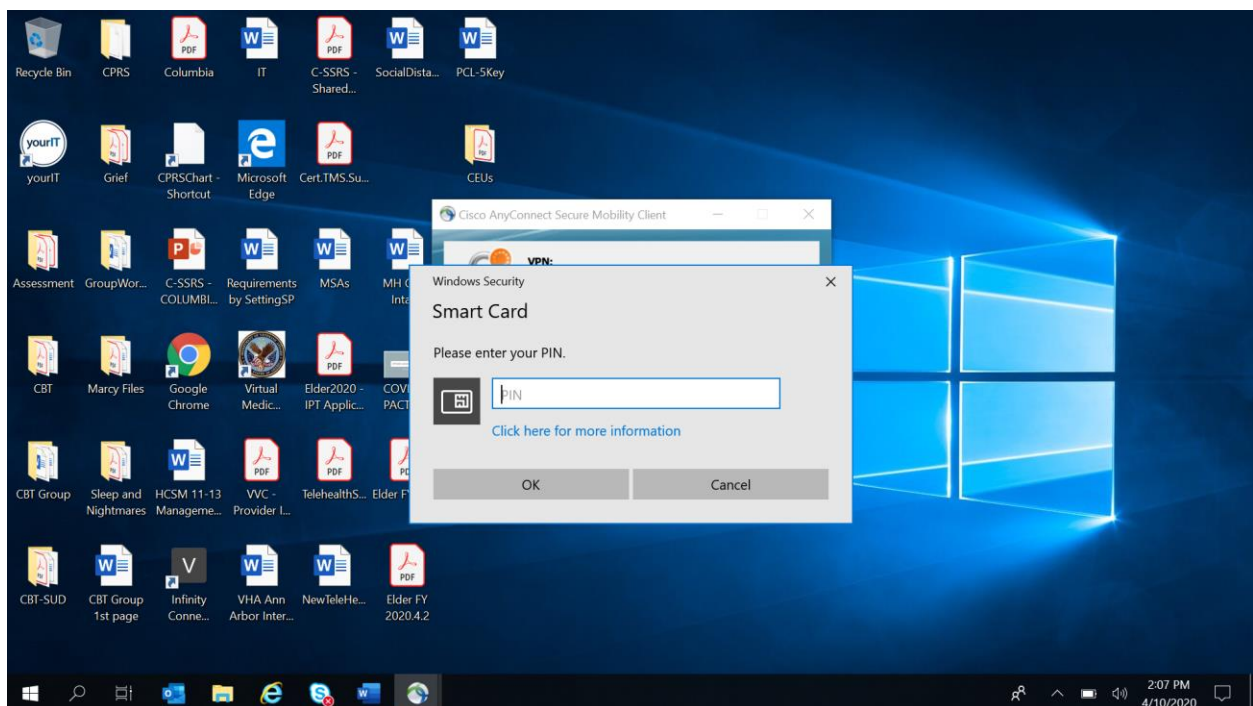 Recycle Bin
CPRS
Columbia
IT
C-SSRS -
Shared...
SocialDista...
PCL-5Key
yourIT
yourIT
Grief
CPRSChart -
Shortcut
Microsoft
Edge
Cert.TMS.Su...
CEUs
Assessment
GroupWor...
C-SSRS -
COLUMBI...
Requirements
by SettingSP
MSAs
MH
CBT
Marcy Files
Google
Chrome
Virtual
Medic...
Elder2020 -
IPT Applic...
COVI
PACT
CBT Group
Sleep and
Nightmares
HCSM 11-13
Manageme...
VVC -
Provider I...
TelehealthS...
Elder F
CBT-SUD
CBT Group
1st page
Infinity
Conne...
VHA Ann
Arbor Inter...
NewTeleHe...
Elder FY
2020.4.2
Cisco AnyConnect Secure Mobility Client
VPN:
Windows Security
Smart Card
Please enter your PIN.
PIN
Click here for more information
OK
Cancel
2:07 PM
4/10/2020